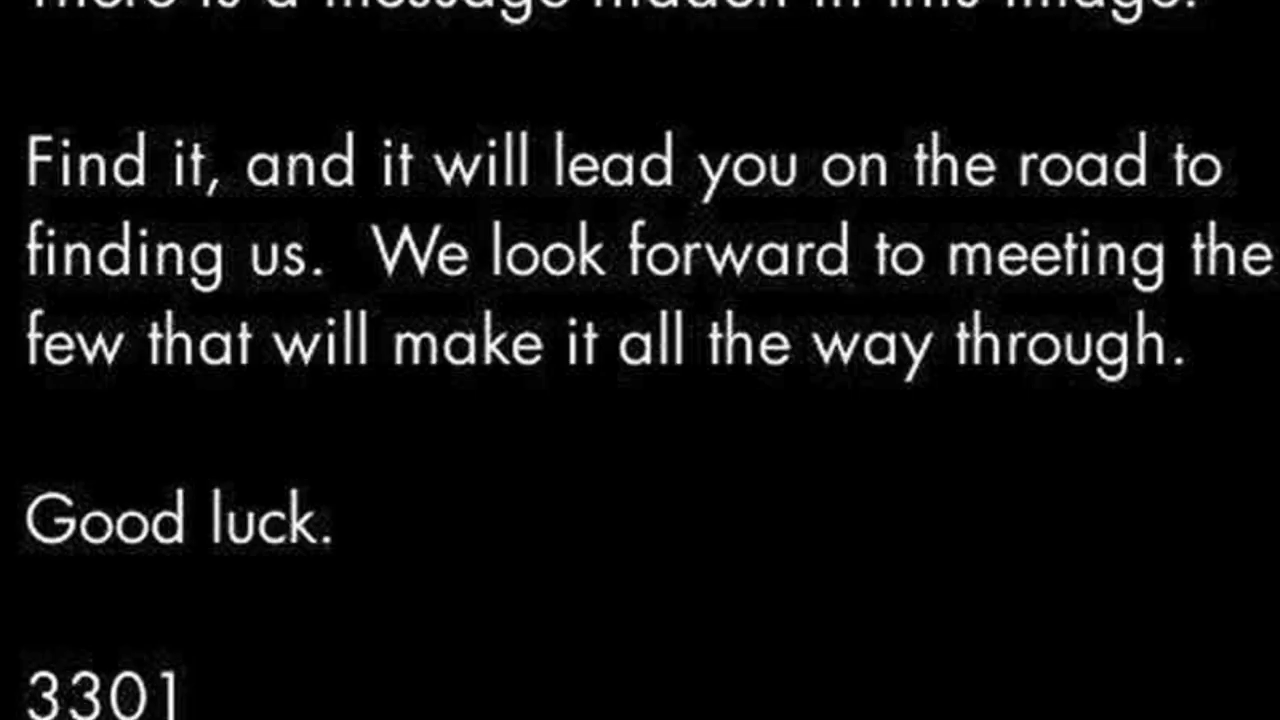 There is a message hidden in this image.
Find it, and it will lead you on the road to
finding us.  We look forward to meeting the
few that will make it all the way through.
Good luck.
3301